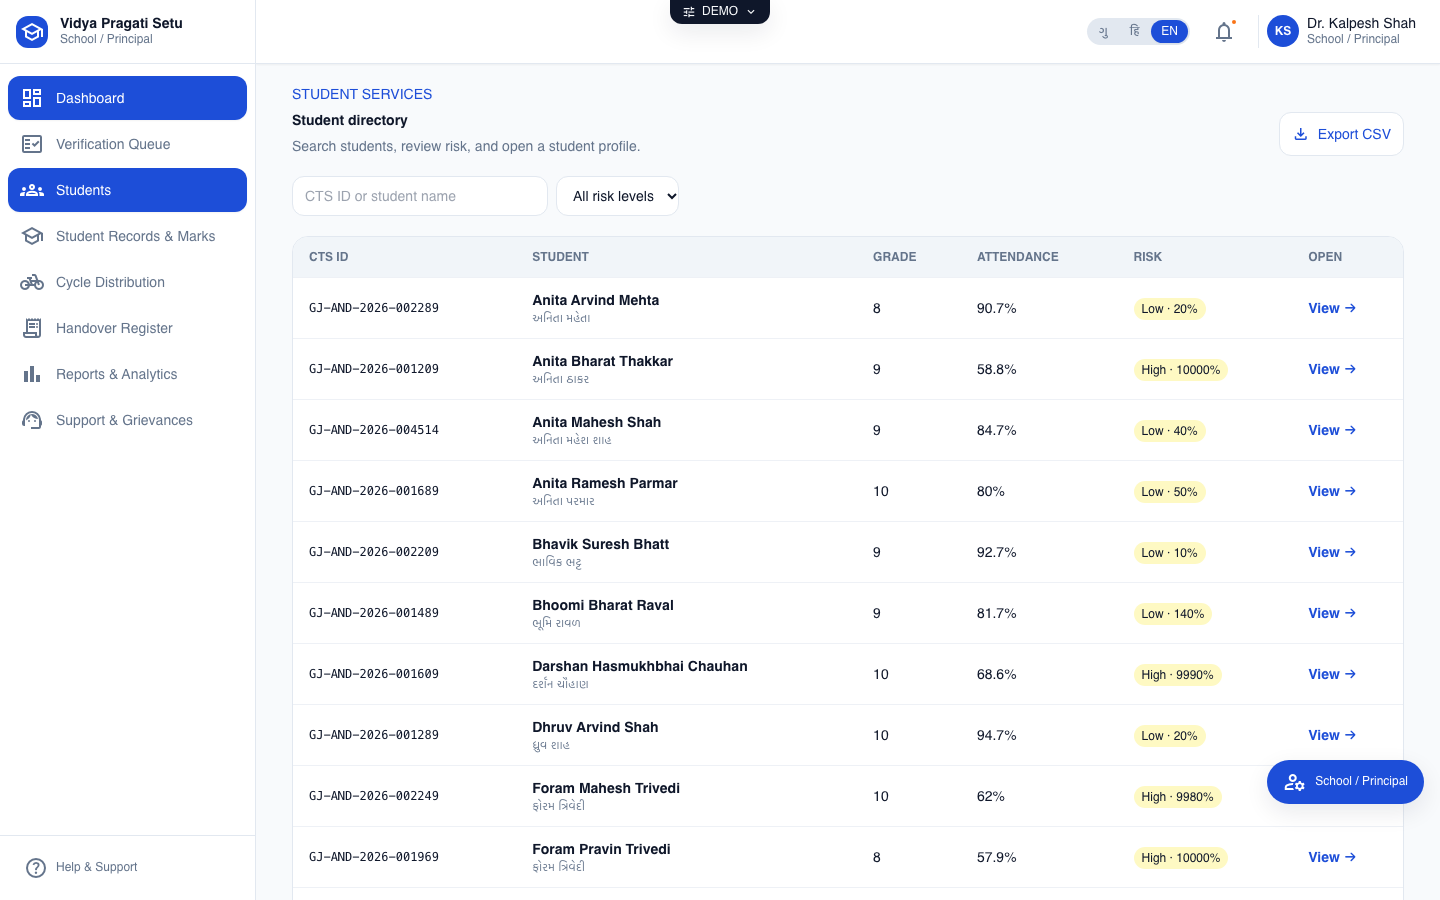 Vidya Pragati Setu
School / Principal
DEMO
ગુ
हि
EN
KS
Dr. Kalpesh Shah
School / Principal
Dashboard
Verification Queue
Students
Student Records & Marks
Cycle Distribution
Handover Register
Reports & Analytics
Support & Grievances
Help & Support
STUDENT SERVICES
Student directory
Search students, review risk, and open a student profile.
Export CSV
CTS ID or student name
All risk levels
CTS ID STUDENT GRADE ATTENDANCE RISK OPEN
GJ-AND-2026-002289 Anita Arvind Mehta 8 90.7% Low · 20% View →
અનિતા મહેતા
GJ-AND-2026-001209 Anita Bharat Thakkar 9 58.8% High · 10000% View →
અનિતા ઠાકર
GJ-AND-2026-004514 Anita Mahesh Shah 9 84.7% Low · 40% View →
અનિતા મહેશ શાહ
GJ-AND-2026-001689 Anita Ramesh Parmar 10 80% Low · 50% View →
અનિતા પરમાર
GJ-AND-2026-002209 Bhavik Suresh Bhatt 9 92.7% Low · 10% View →
ભાવિક ભટ્ટ
GJ-AND-2026-001489 Bhoomi Bharat Raval 9 81.7% Low · 140% View →
ભૂમિ રાવળ
GJ-AND-2026-001609 Darshan Hasmukhbhai Chauhan 10 68.6% High · 9990% View →
દર્શન ચૌહાણ
GJ-AND-2026-001289 Dhruv Arvind Shah 10 94.7% Low · 20% View →
ધ્રુવ શાહ
GJ-AND-2026-002249 Foram Mahesh Trivedi 10 62% High · 9980%
ફોરમ ત્રિવેદી
School / Principal
GJ-AND-2026-001969 Foram Pravin Trivedi 8 57.9% High · 10000% View →
ફોરમ ત્રિવેદી